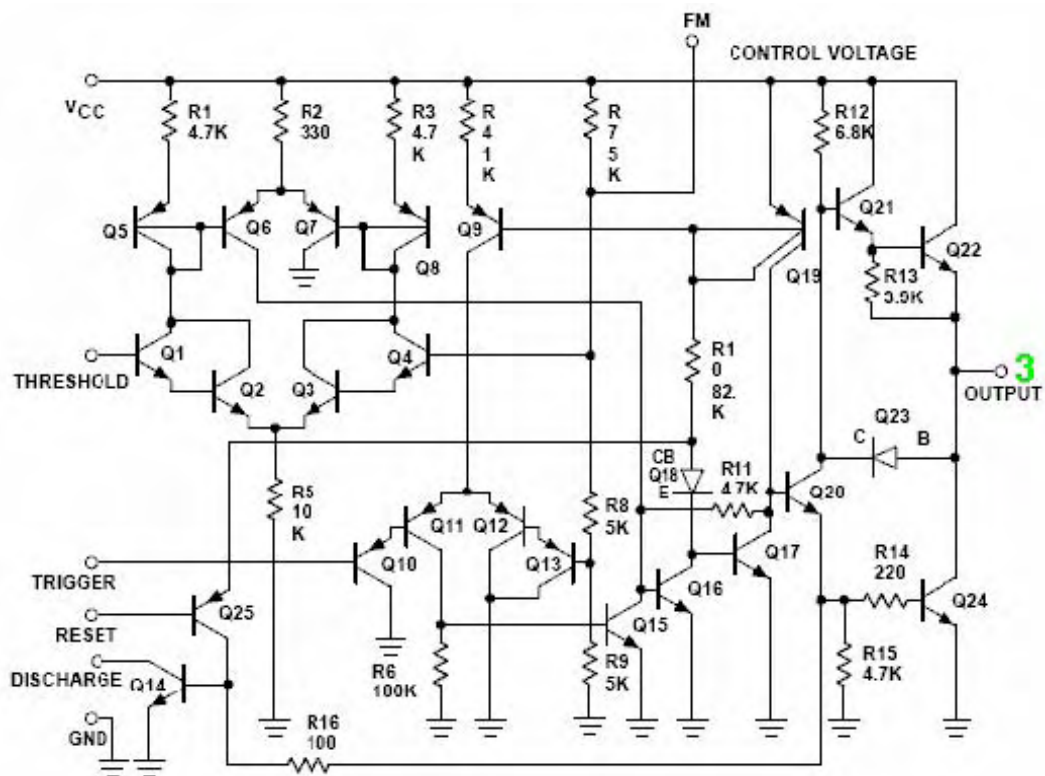 FM
CONTROL VOLTAGE
VCC
R1
4.7K
R2
330
R3
4.7
K
R
4
1
K
R
7
5
K
R12
6.8K
Q5
Q6
Q7
Q8
Q9
Q19
Q21
Q22
R13
3.9K
Q1
Q2
Q3
Q4
THRESHOLD
R1
0
82.
K
3
OUTPUT
Q23
C
B
CB
Q18
E
R11
4.7K
Q20
R5
10
K
Q11
Q12
R8
5K
Q10
Q13
Q17
Q16
R14
220
Q24
TRIGGER
Q25
RESET
Q15
R6
100K
R9
5K
R15
4.7K
DISCHARGE
Q14
GND
R16
100